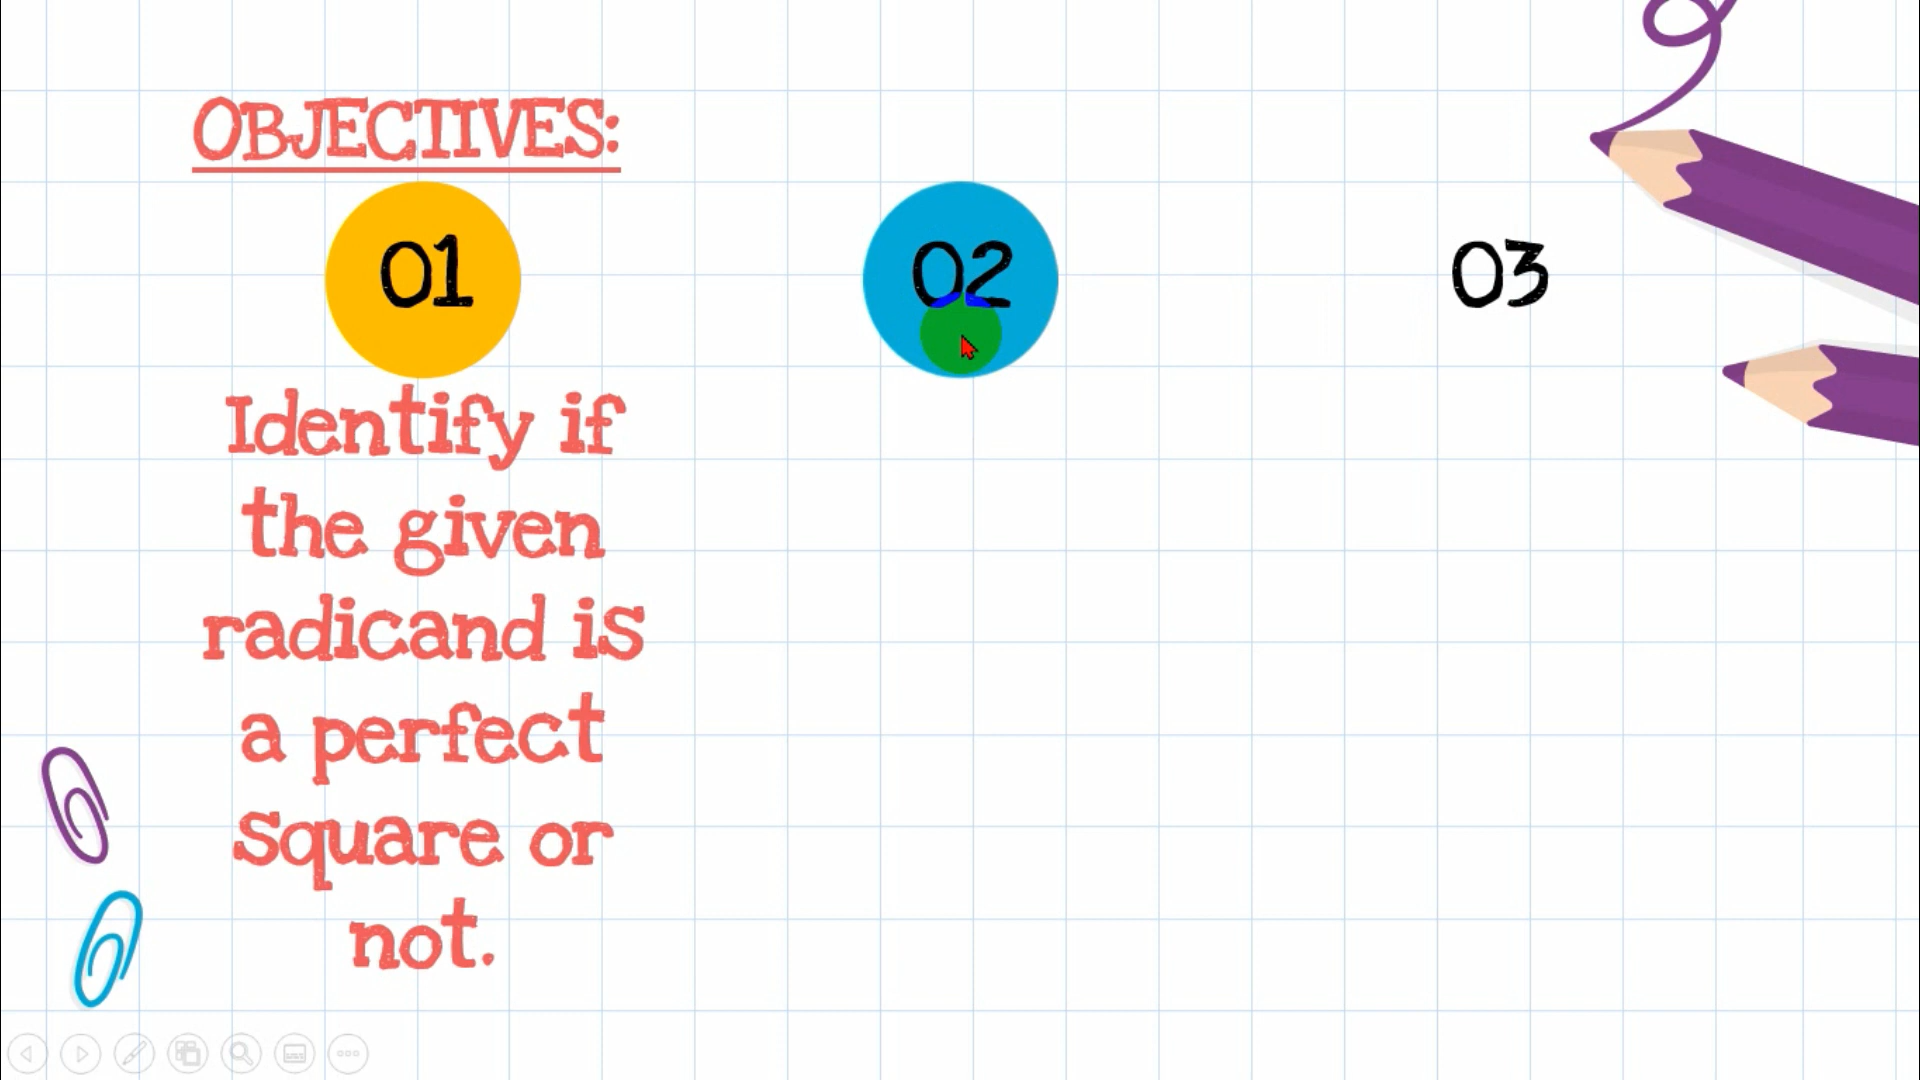 OBJECTIVES:
01
02
03
Identify if
the given
radicand is
a perfect
square or
not.